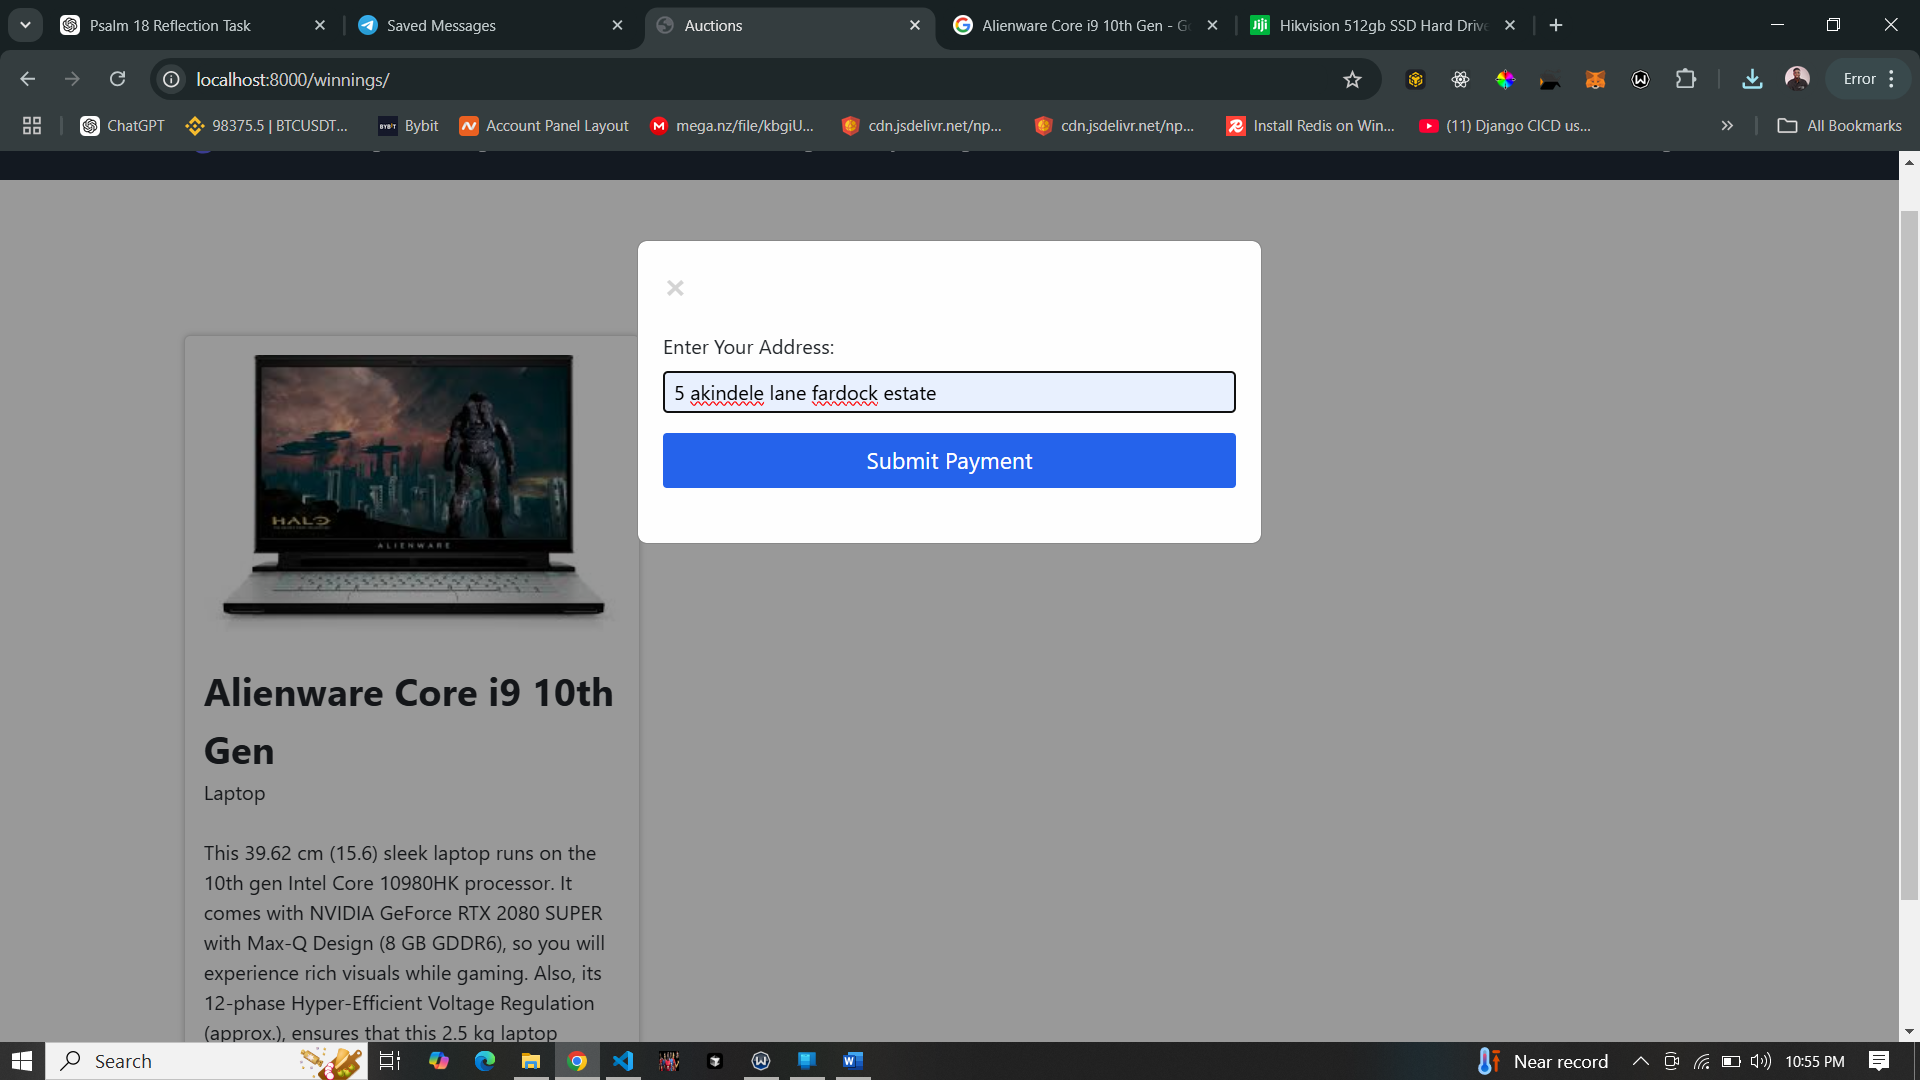 Psalm 18 Reflection Task
Saved Messages
Auctions
Alienware Core i9 10th Gen - G
Hikvision 512gb SSD Hard Drive
localhost:8000/winnings/
Error
ChatGPT
98375.5 | BTCUSDT...
BYBIT
Bybit
Account Panel Layout
mega.nz/file/kbgiU...
cdn.jsdelivr.net/np...
cdn.jsdelivr.net/np...
Install Redis on Win...
(11) Django CICD us...
All Bookmarks
Enter Your Address:
5 akindele lane fardock estate
Submit Payment
HALO
ALIENWARE
Alienware Core i9 10th
Gen
Laptop
This 39.62 cm (15.6) sleek laptop runs on the
10th gen Intel Core 10980HK processor. It
comes with NVIDIA GeForce RTX 2080 SUPER
with Max-Q Design (8 GB GDDR6), so you will
experience rich visuals while gaming. Also, its
12-phase Hyper-Efficient Voltage Regulation
(approx.), ensures that this 2.5 kg laptop
Search
Near record
10:55 PM